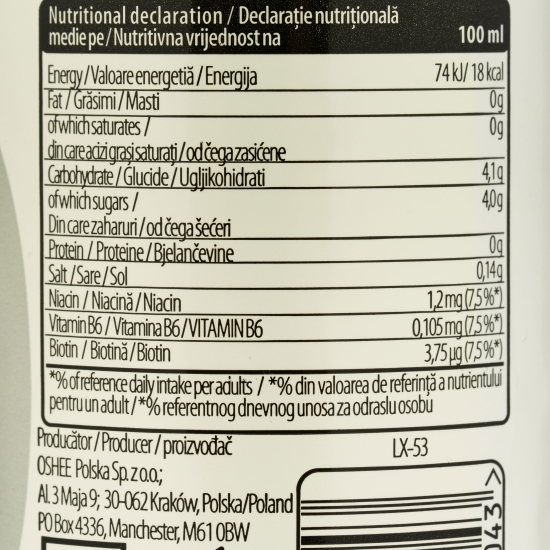 Nutritional declaration / Declarație nutrițională
medie pe / Nutritivna vrijednost na 100 ml
Energy / Valoare energetiă / Energija 74 kJ / 18 kcal
Fat / Grăsimi / Masti 0g
of which saturates / 0g
din care acizi grași saturați / od čega zasićene
Carbohydrate / Glucide / Ugljikohidrati 4,1g
of which sugars / 4,0g
Din care zaharuri / od čega šećeri
Protein / Proteine / Bjelančevine 0g
Salt / Sare / Sol 0,14g
Niacin / Niacină / Niacin 1,2 mg (7,5%*)
Vitamin B6 / Vitamina B6 / VITAMIN B6 0,105 mg (7,5%*)
Biotin / Biotină / Biotin 3,75 µg (7,5%*)
*% of reference daily intake per adults / *% din valoarea de referință a nutrientului
pentru un adult / *% referentnog dnevnog unosa za odraslu osobu
Producător / Producer / proizvođač LX-53
OSHEE Polska Sp. z o.o.;
Al. 3 Maja 9; 30-062 Kraków, Polska/Poland
PO Box 4336, Manchester, M61 0BW
043 >